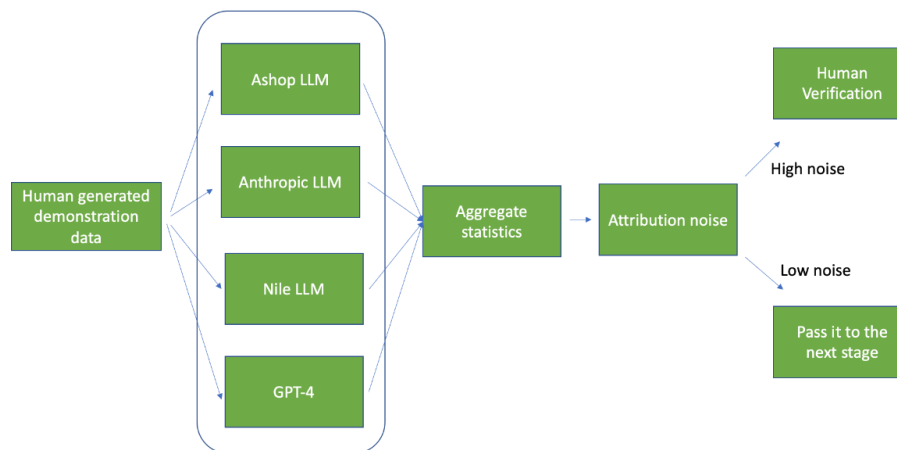 Human generated
demonstration
data
Ashop LLM
Anthropic LLM
Nile LLM
GPT-4
Aggregate
statistics
Attribution noise
High noise
Low noise
Human
Verification
Pass it to the
next stage